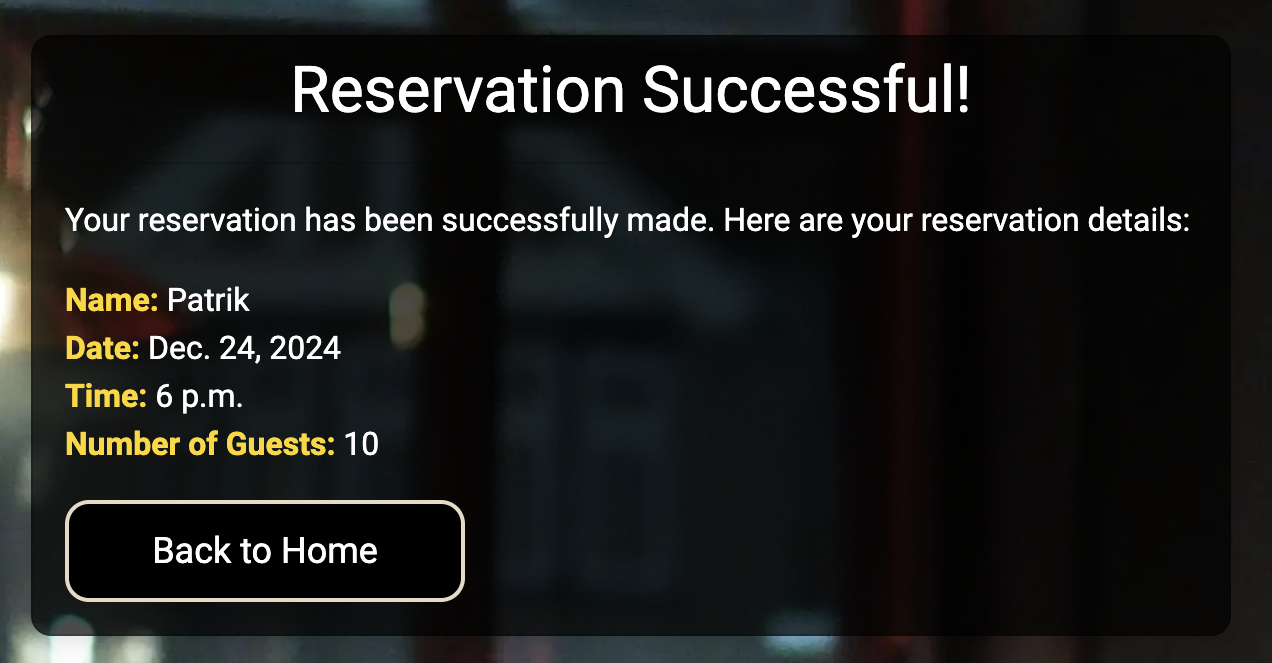 Reservation Successful!
Your reservation has been successfully made. Here are your reservation details:
Name: Patrik
Date: Dec. 24, 2024
Time: 6 p.m.
Number of Guests: 10
Back to Home